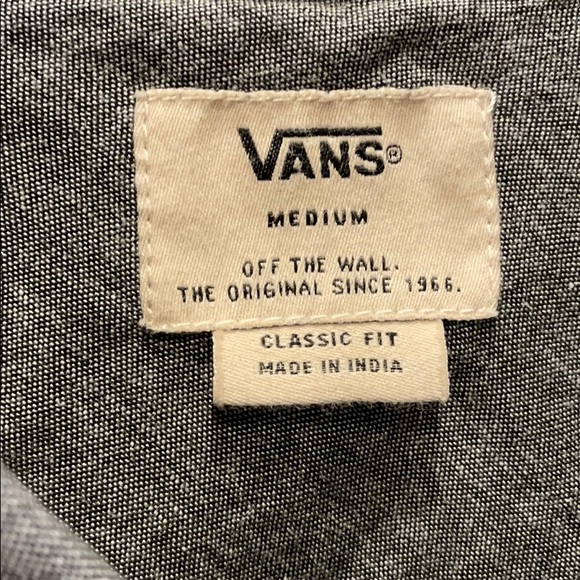 VANS®
MEDIUM
OFF THE WALL.
THE ORIGINAL SINCE 1966.
CLASSIC FIT
MADE IN INDIA